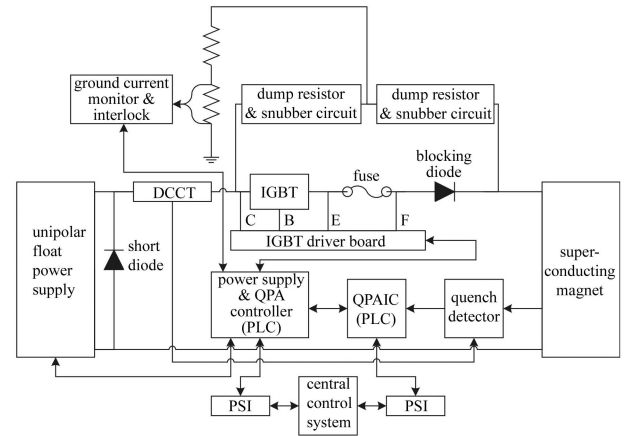 ground current
monitor &
interlock
dump resistor
& snubber circuit
dump resistor
& snubber circuit
blocking
diode
fuse
DCCT
IGBT
C
B
E
F
IGBT driver board
unipolar
float
power
supply
short
diode
super-
conducting
magnet
power supply
& QPA
controller
(PLC)
QPAIC
(PLC)
quench
detector
PSI
central
control
system
PSI